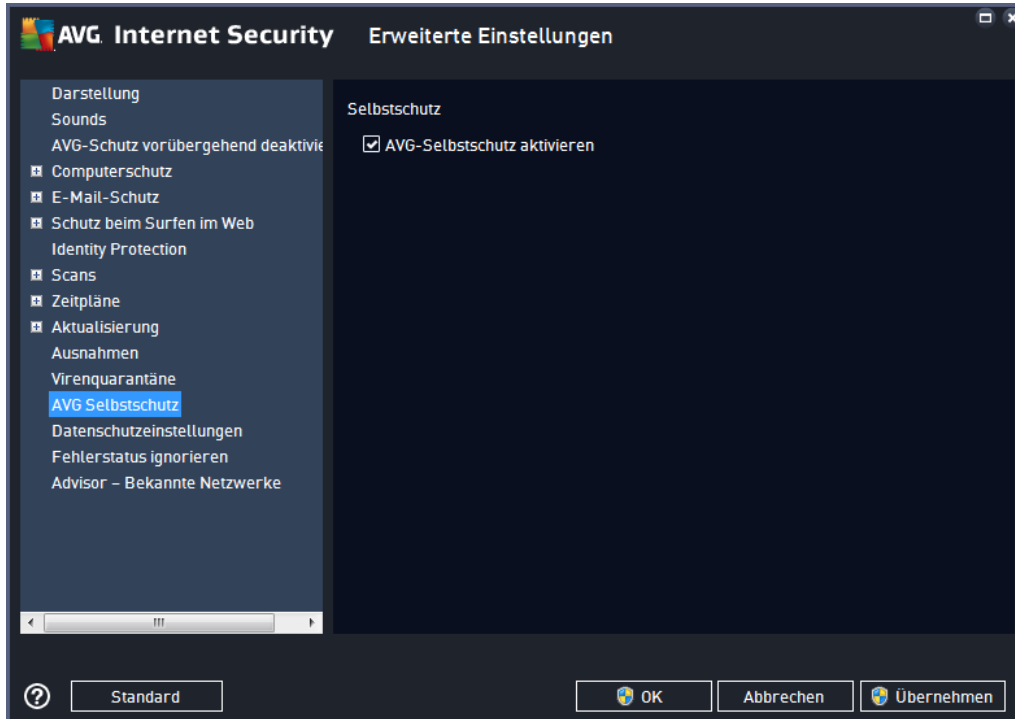 AVG. Internet Security Erweiterte Einstellungen
Darstellung
Sounds
AVG-Schutz vorübergehend deaktivie
Computerschutz
E-Mail-Schutz
Schutz beim Surfen im Web
Identity Protection
Scans
Zeitpläne
Aktualisierung
Ausnahmen
Virenquarantäne
AVG Selbstschutz
Datenschutzeinstellungen
Fehlerstatus ignorieren
Advisor – Bekannte Netzwerke
Selbstschutz
AVG-Selbstschutz aktivieren
? Standard OK Abbrechen Übernehmen